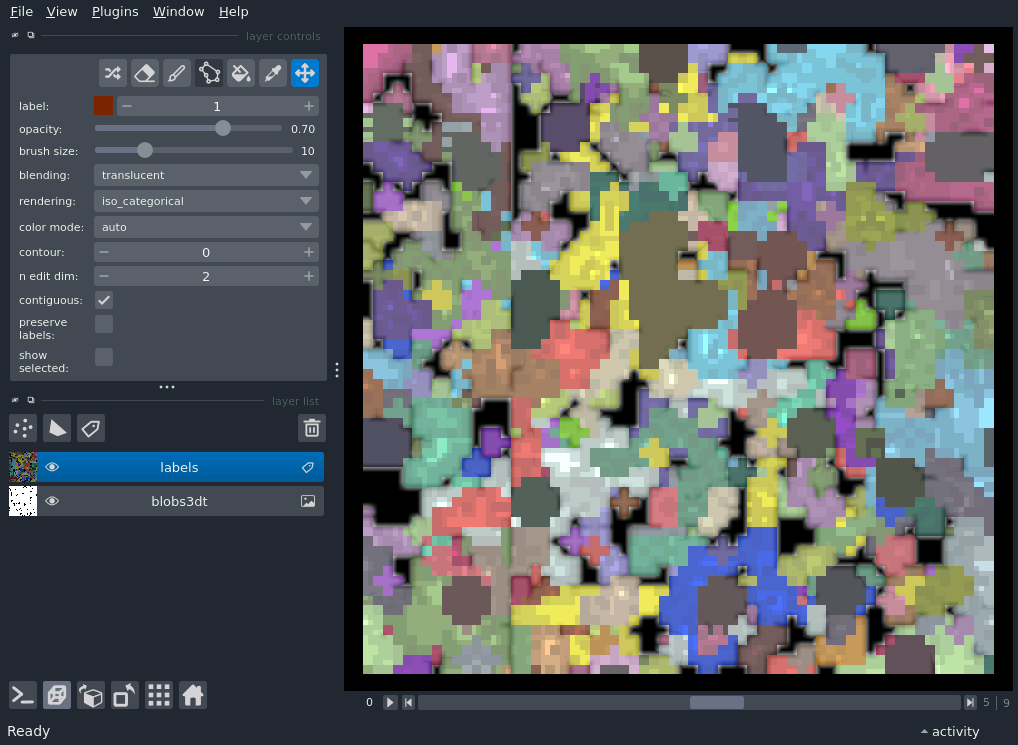 File View Plugins Window Help
layer controls
label: 1
opacity: 0.70
brush size: 10
blending: translucent
rendering: iso_categorical
color mode: auto
contour: 0
n edit dim: 2
contiguous:
preserve
labels:
show
selected:
layer list
labels
blobs3dt
0 5 9
Ready activity